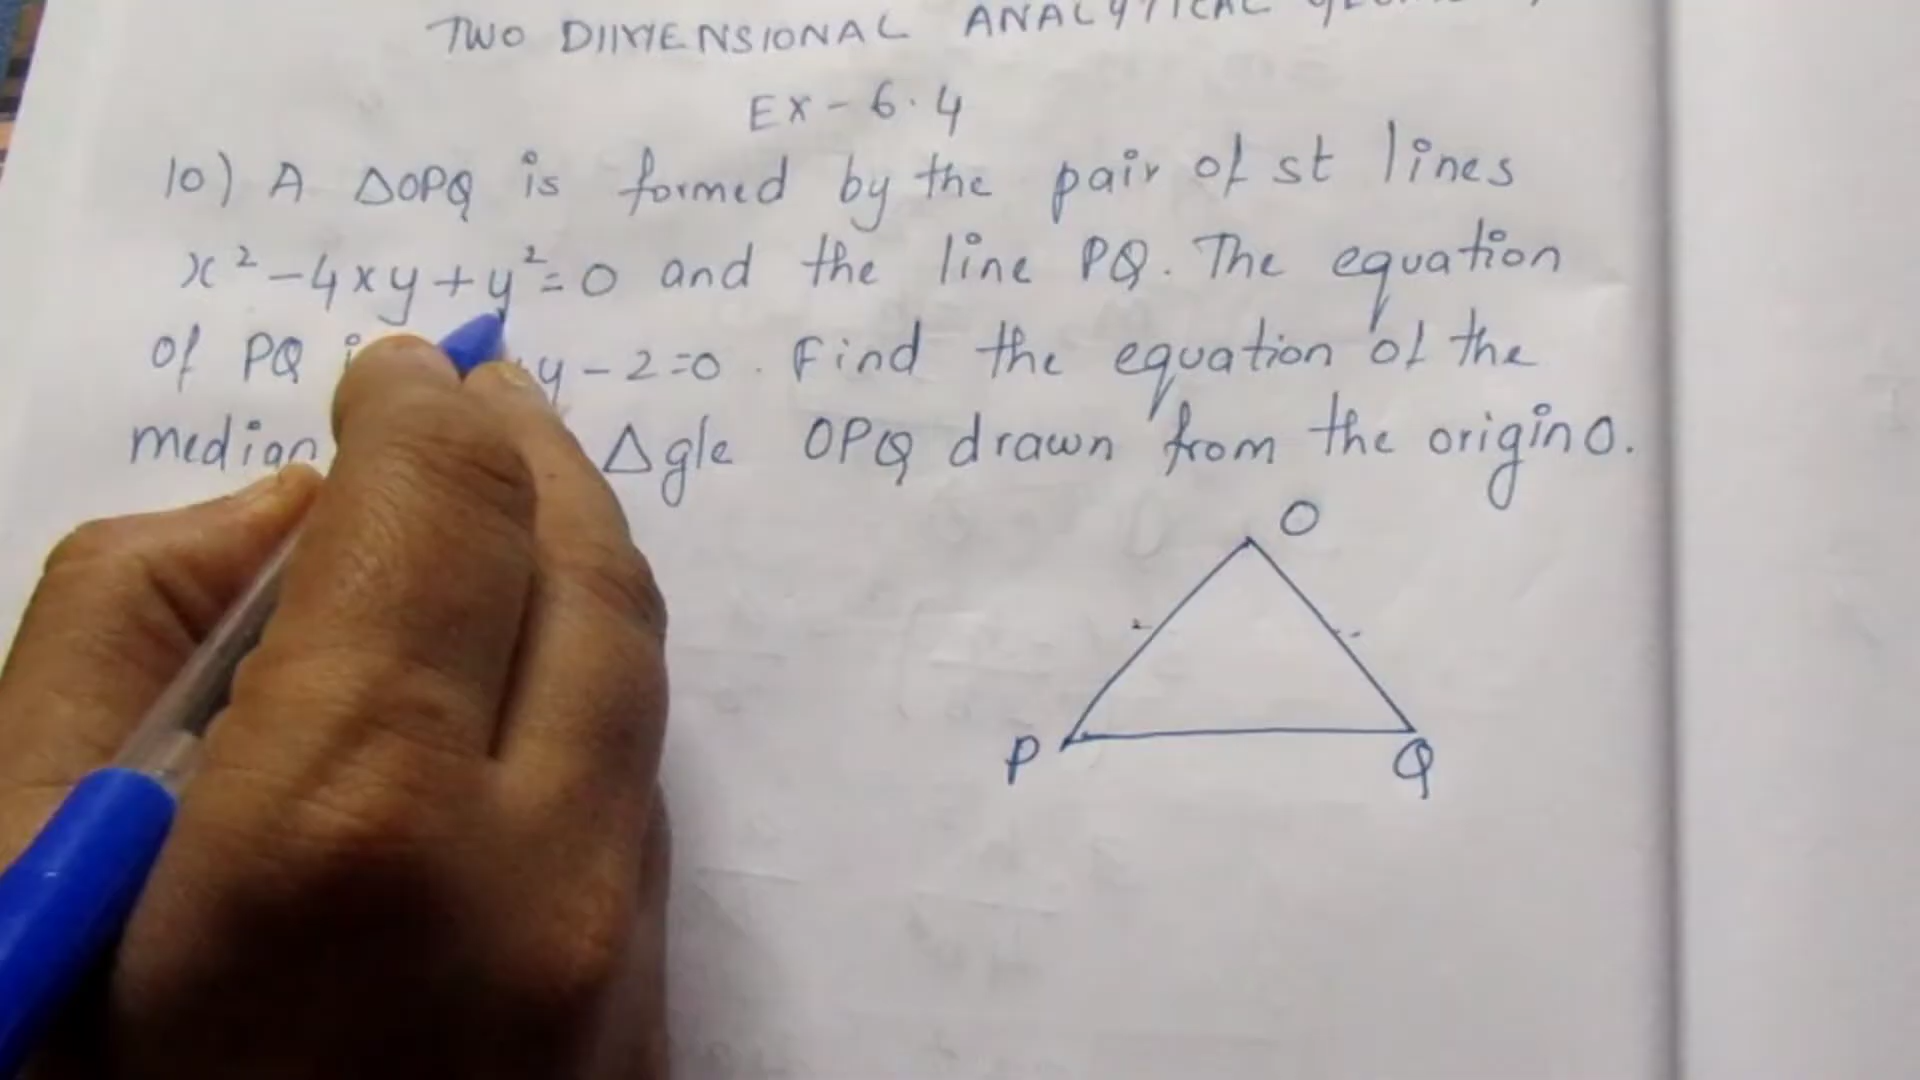 TWO DIMENSIONAL ANALYTICAL
EX - 6.4
10) A ΔOPQ is formed by the pair of st lines
x² - 4xy + y² = 0 and the line PQ. The equation
of PQ y - 2 = 0. Find the equation of the
median Δgle OPQ drawn from the origin O.
O
P
Q